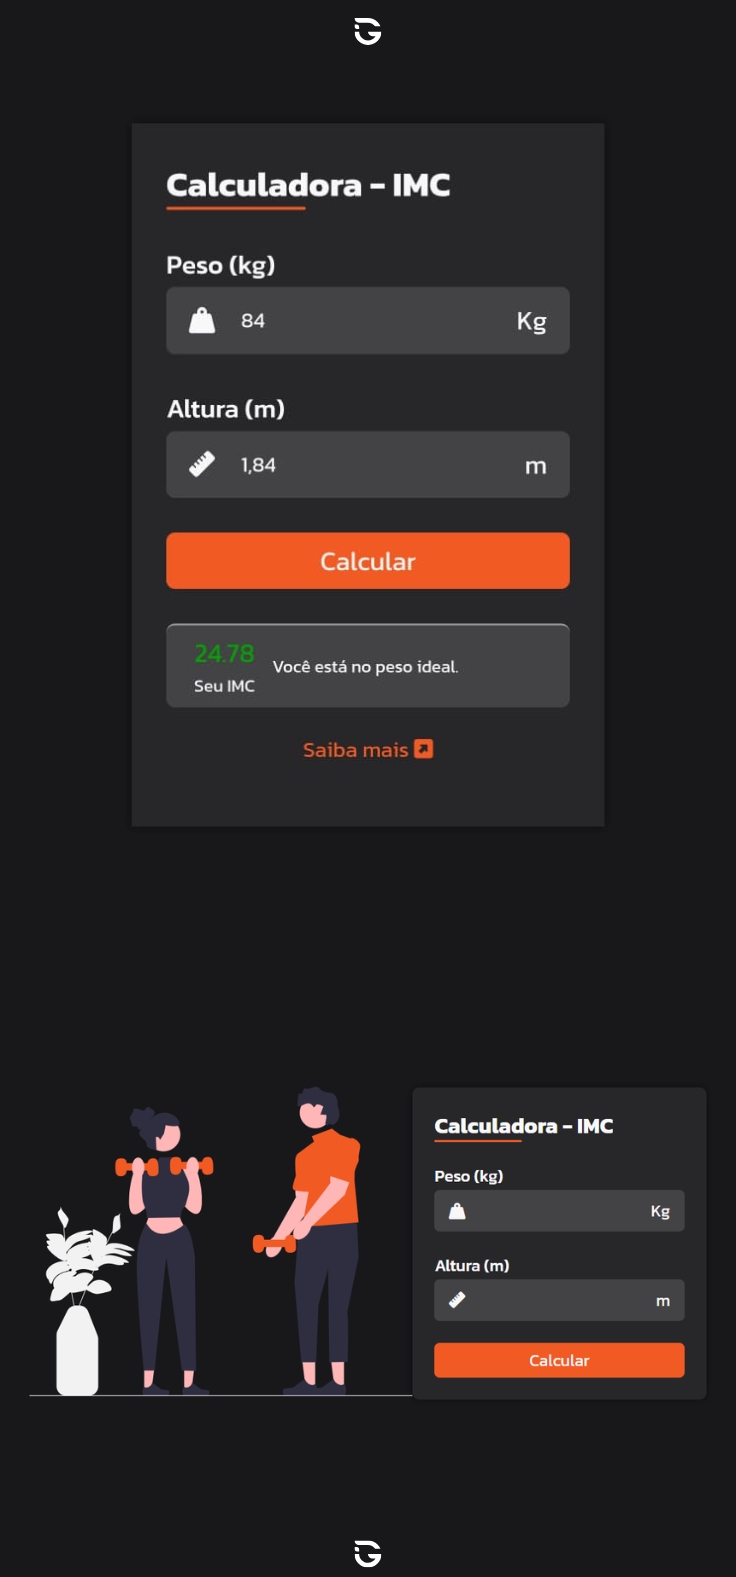 Calculadora - IMC
Peso (kg)
84 Kg
Altura (m)
1,84 m
Calcular
24.78
Seu IMC
Você está no peso ideal.
Saiba mais
Calculadora - IMC
Peso (kg)
Kg
Altura (m)
m
Calcular